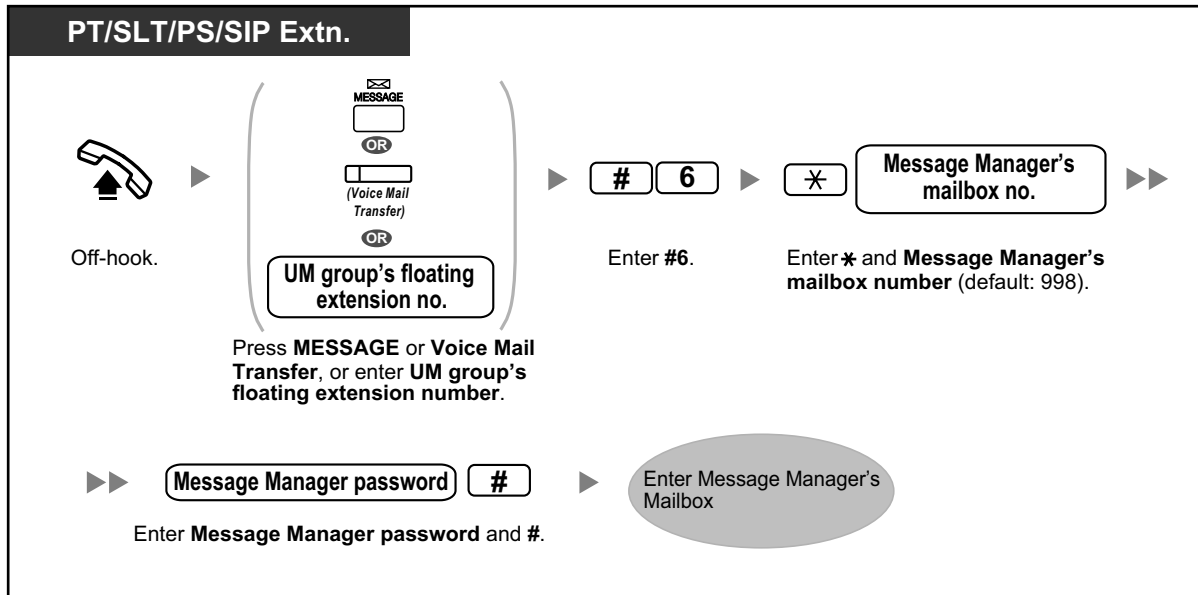 PT/SLT/PS/SIP Extn.
MESSAGE
OR
(Voice Mail
Transfer)
OR
UM group's floating
extension no.
# 6
* Message Manager's
mailbox no.
Off-hook.
Press MESSAGE or Voice Mail
Transfer, or enter UM group's
floating extension number.
Enter #6.
Enter * and Message Manager's
mailbox number (default: 998).
Message Manager password #
Enter Message Manager password and #.
Enter Message Manager's
Mailbox